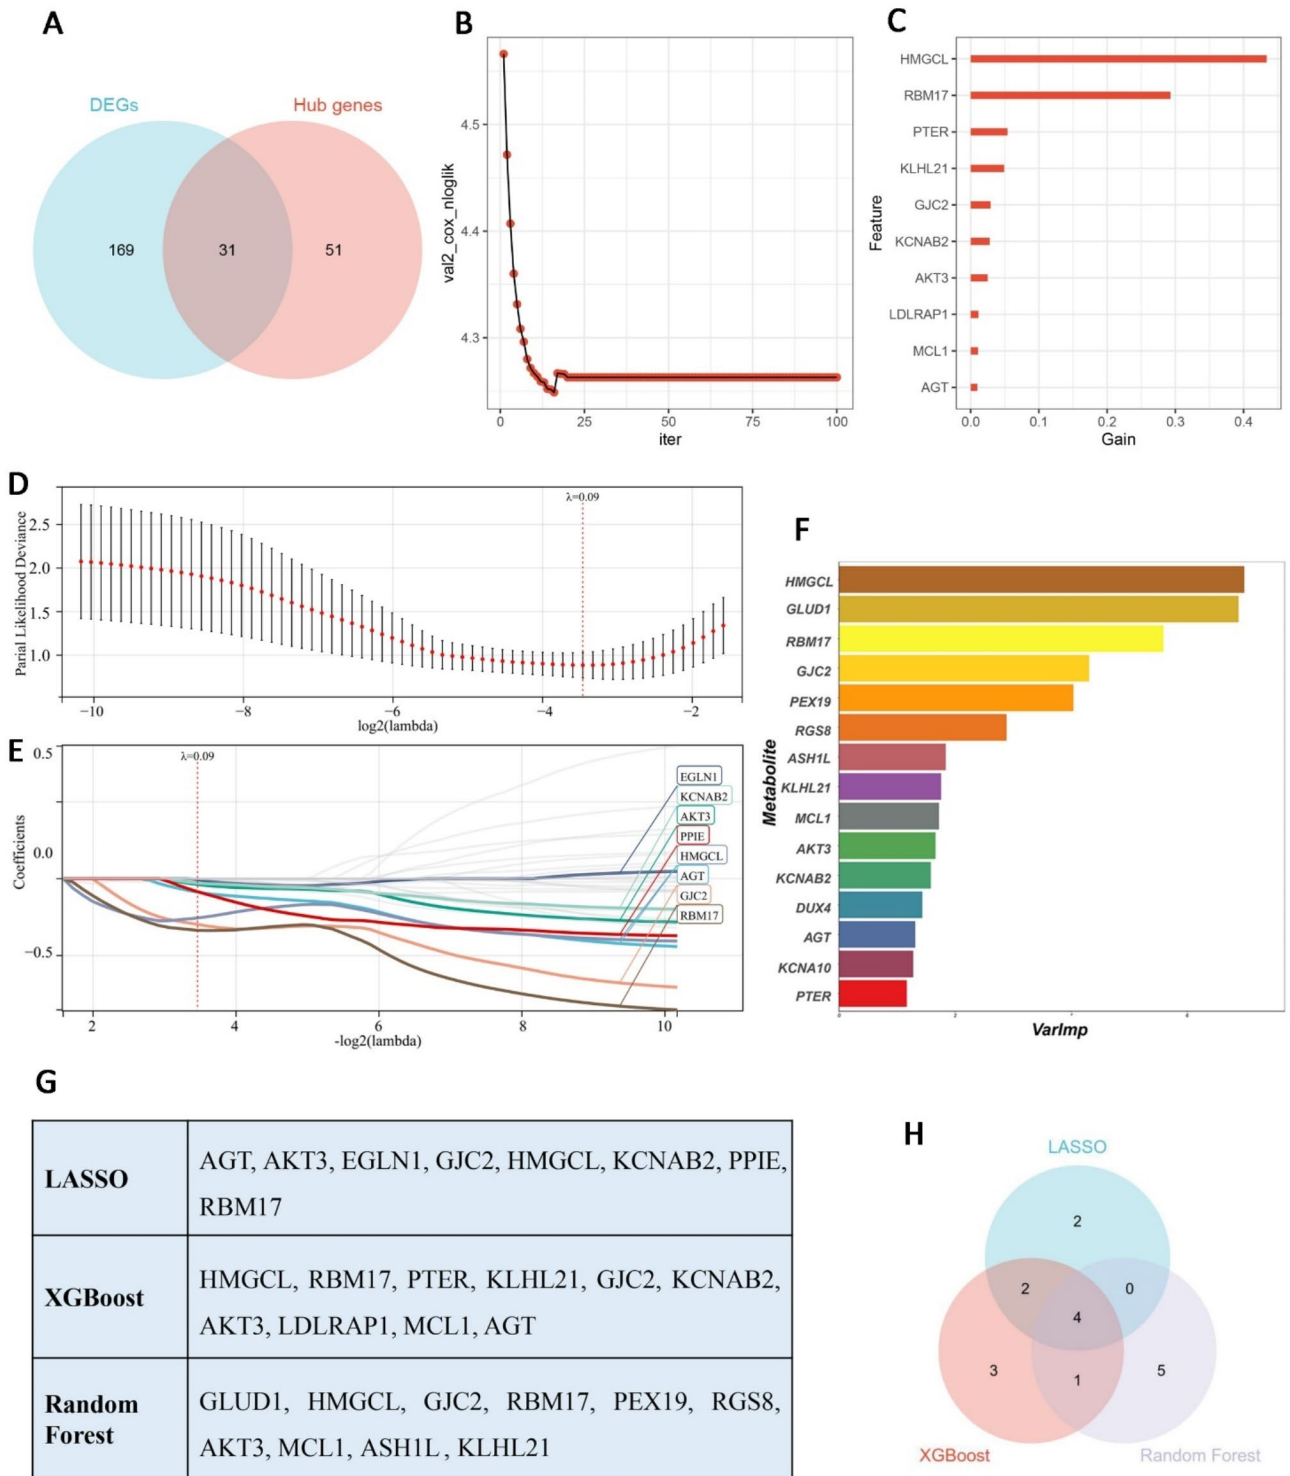 A
DEGs
Hub genes
169
31
51
B
val2_cox_nloglik
4.5
4.4
4.3
0
25
50
75
100
iter
C
Feature
HMGCL
RBM17
PTER
KLHL21
GJC2
KCNAB2
AKT3
LDLRAP1
MCL1
AGT
0.0
0.1
0.2
0.3
0.4
Gain
D
λ=0.09
Parial Likelihood Deviance
2.5
2.0
1.5
1.0
−10
−8
−6
−4
−2
log2(lambda)
E
λ=0.09
Coefficients
0.5
0.0
−0.5
EGLN1
KCNAB2
AKT3
PPIE
HMGCL
AGT
GJC2
RBM17
2
4
6
8
10
-log2(lambda)
F
Metabolite
HMGCL
GLUD1
RBM17
GJC2
PEX19
RGS8
ASH1L
KLHL21
MCL1
AKT3
KCNAB2
DUX4
AGT
KCNA10
PTER
0
2
VarImp
G
LASSO
AGT, AKT3, EGLN1, GJC2, HMGCL, KCNAB2, PPIE,
RBM17
XGBoost
HMGCL, RBM17, PTER, KLHL21, GJC2, KCNAB2,
AKT3, LDLRAP1, MCL1, AGT
Random
Forest
GLUD1, HMGCL, GJC2, RBM17, PEX19, RGS8,
AKT3, MCL1, ASH1L , KLHL21
H
LASSO
2
2
0
4
3
1
5
XGBoost
Random Forest